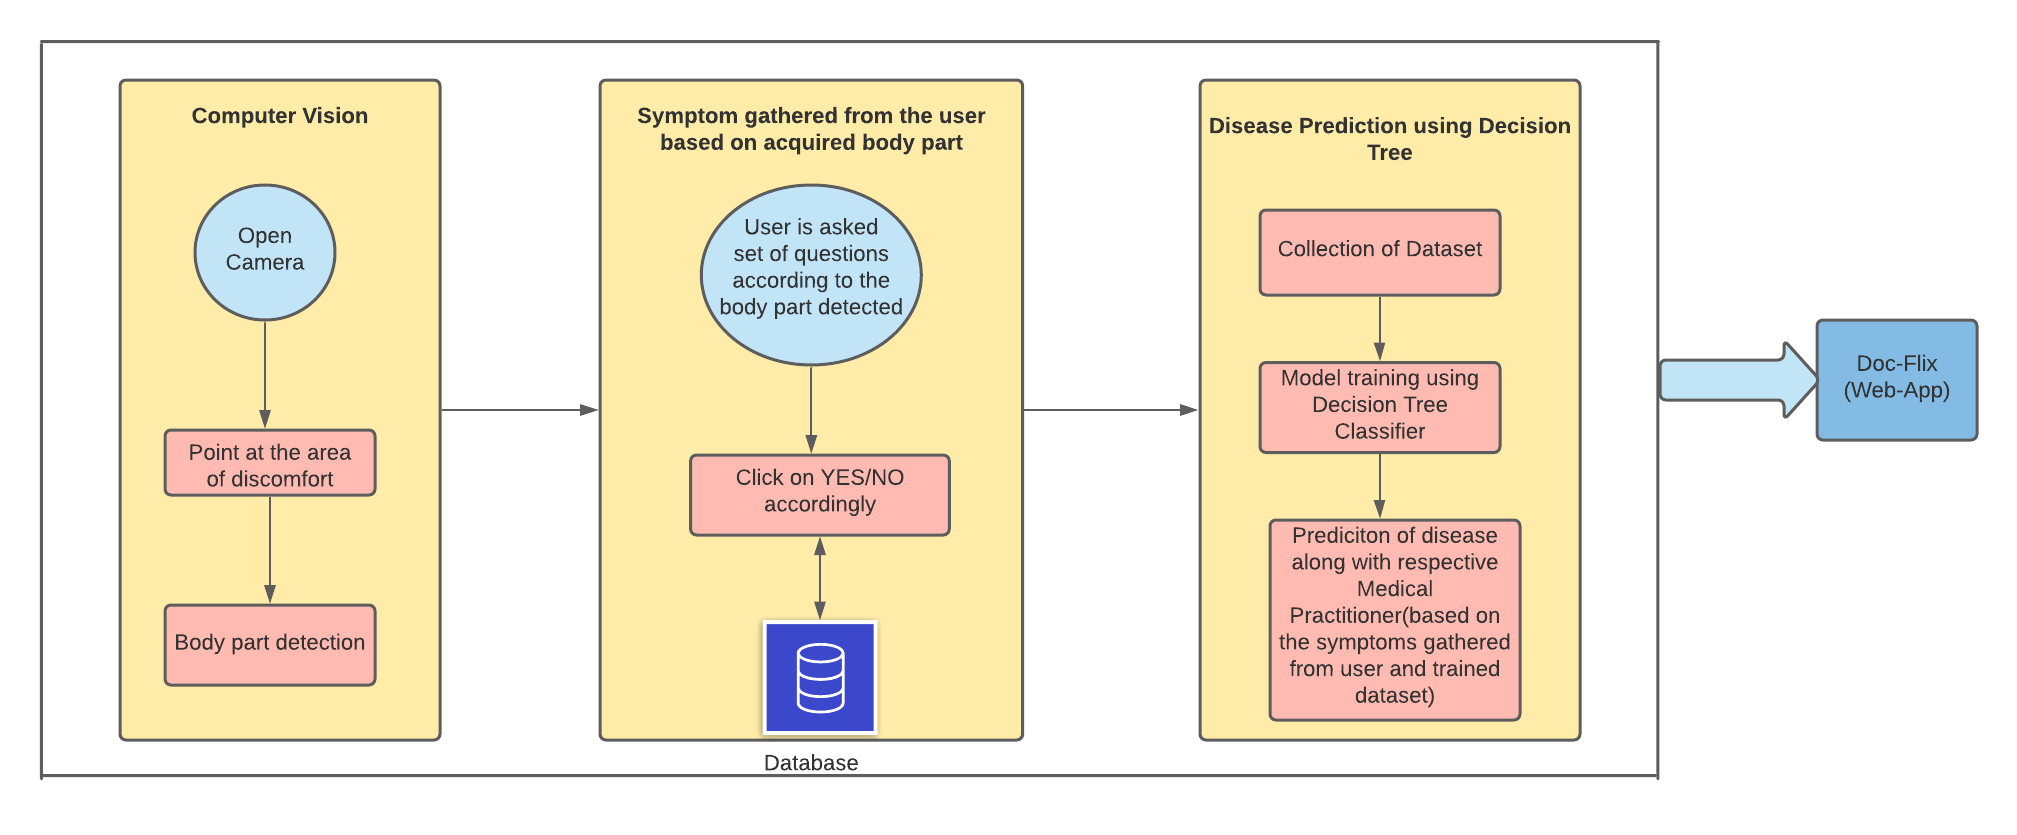 Computer Vision
Open
Camera
Point at the area
of discomfort
Body part detection
Symptom gathered from the user
based on acquired body part
User is asked
set of questions
according to the
body part detected
Click on YES/NO
accordingly
Database
Disease Prediction using Decision
Tree
Collection of Dataset
Model training using
Decision Tree
Classifier
Prediciton of disease
along with respective
Medical
Practitioner(based on
the symptoms gathered
from user and trained
dataset)
Doc-Flix
(Web-App)